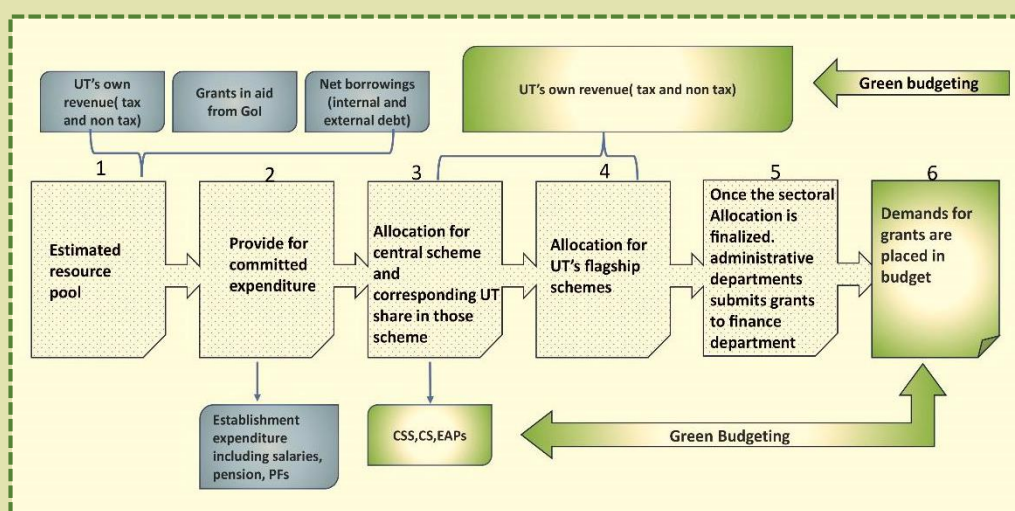 UT's own
revenue( tax
and non tax)
Grants in aid
from GoI
Net borrowings
(internal and
external debt)
UT's own revenue( tax and non tax)
Green budgeting
1
2
3
4
5
6
Estimated
resource
pool
Provide for
committed
expenditure
Allocation for
central scheme
and
corresponding UT
share in those
scheme
Allocation for
UT's flagship
schemes
Once the sectoral
Allocation is
finalized.
administrative
departments
submits grants
to finance
department
Demands for
grants are
placed in
budget
Establishment
expenditure
including salaries,
pension, PFs
CSS,CS,EAPs
Green Budgeting